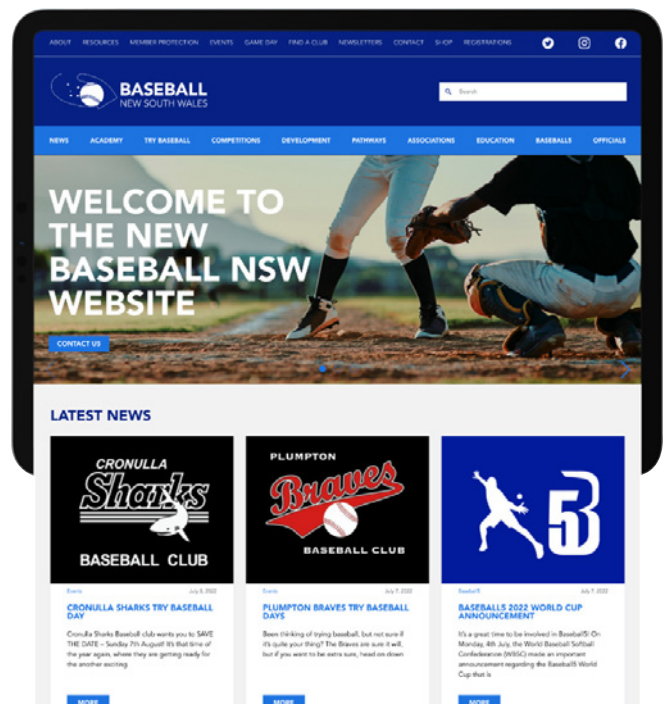 ABOUT RESOURCES MEMBER PROTECTION EVENTS GAME DAY FIND A CLUB NEWSLETTERS CONTACT SHOP REGISTRATIONS
BASEBALL
NEW SOUTH WALES
Search
NEWS ACADEMY TRY BASEBALL COMPETITIONS DEVELOPMENT PATHWAYS ASSOCIATIONS EDUCATION BASEBALL5 OFFICIALS
WELCOME TO
THE NEW
BASEBALL NSW
WEBSITE
CONTACT US
LATEST NEWS
CRONULLA
Sharks
BASEBALL CLUB
PLUMPTON
Braves
BASEBALL CLUB
B5
Events July 8, 2022
CRONULLA SHARKS TRY BASEBALL
DAY
Cronulla Sharks Baseball club wants you to SAVE
THE DATE – Sunday 7th August! It's that time of
the year again, where they are getting ready for
the another exciting
MORE
Events July 7, 2022
PLUMPTON BRAVES TRY BASEBALL
DAYS
Been thinking of trying baseball, but not sure if
it's quite your thing? The Braves are sure it will,
but if you want to be extra sure, head on down
MORE
Baseball5 July 7, 2022
BASEBALL5 2022 WORLD CUP
ANNOUNCEMENT
It's a great time to be involved in Baseball5! On
Monday, 4th July, the World Baseball Softball
Confederation (WBSC) made an important
announcement regarding the Baseball5 World
Cup that is
MORE